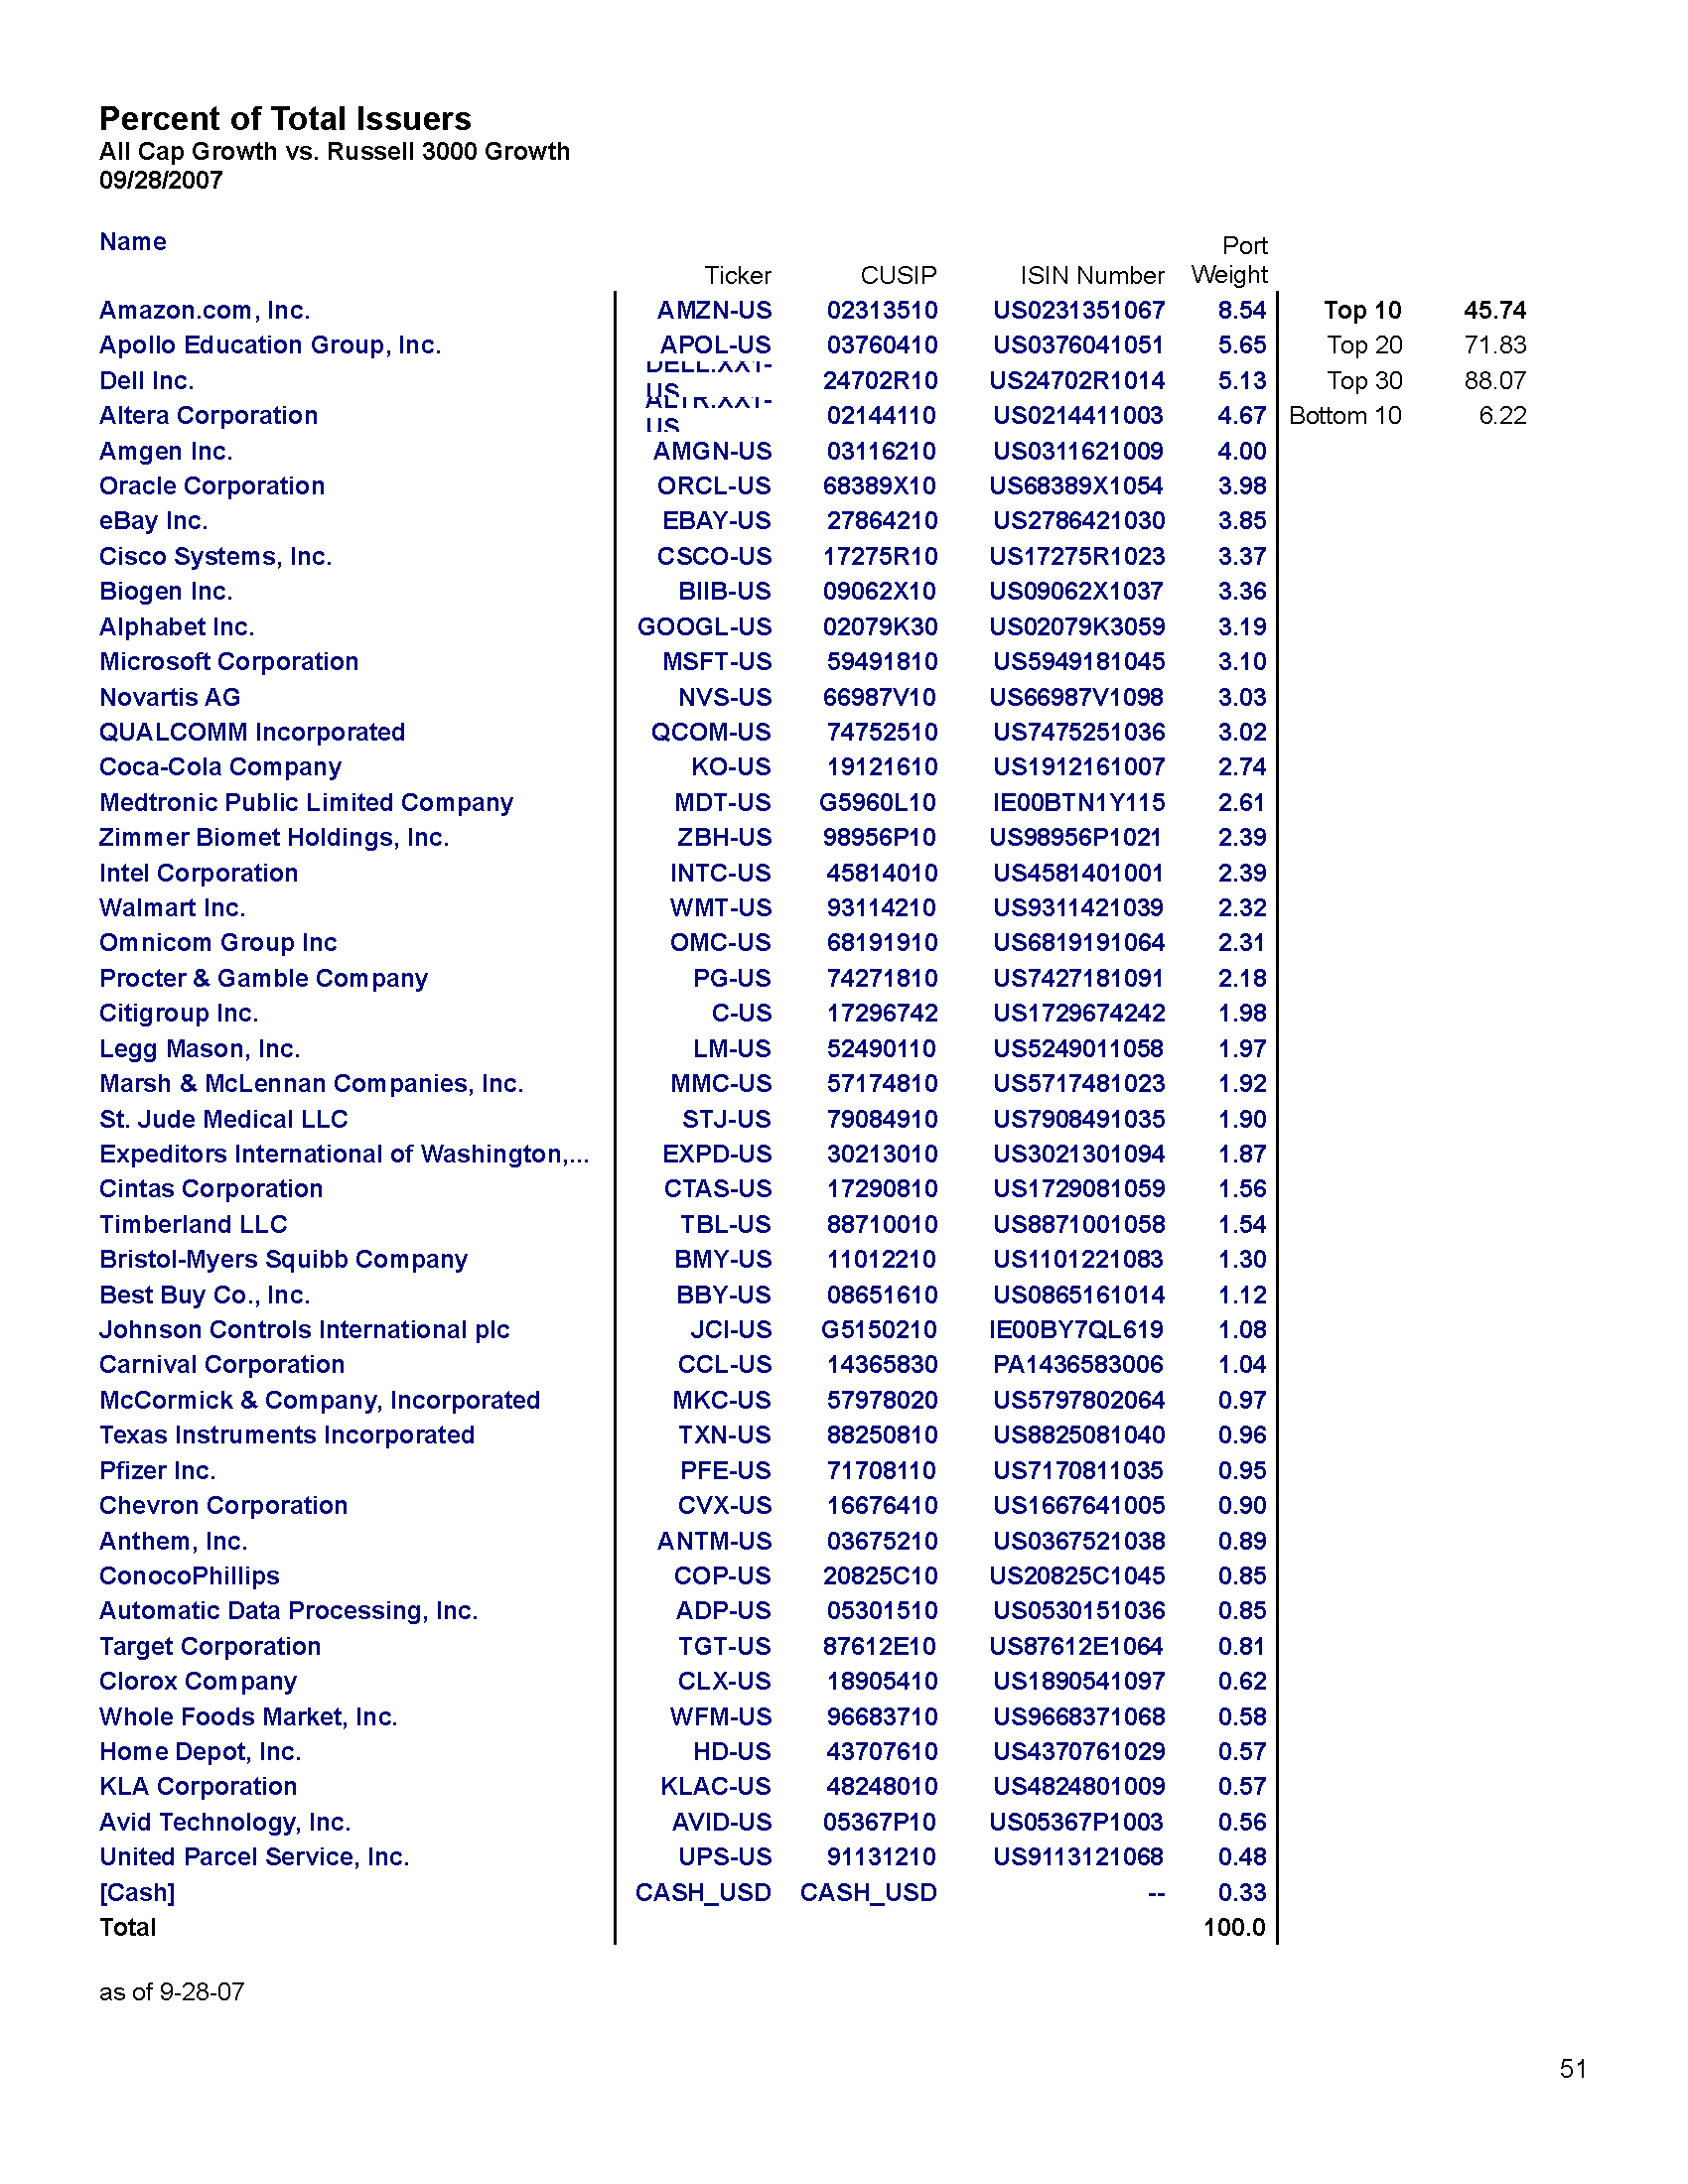 Percent of Total Issuers
All Cap Growth vs. Russell 3000 Growth
09/28/2007
Name Ticker CUSIP ISIN Number Port Weight
Amazon.com, Inc. AMZN-US 02313510 US0231351067 8.54 Top 10 45.74
Apollo Education Group, Inc. APOL-US 03760410 US0376041051 5.65 Top 20 71.83
Dell Inc. DELL.XX1-US 24702R10 US24702R1014 5.13 Top 30 88.07
Altera Corporation ALTR.XX1-US 02144110 US0214411003 4.67 Bottom 10 6.22
Amgen Inc. AMGN-US 03116210 US0311621009 4.00
Oracle Corporation ORCL-US 68389X10 US68389X1054 3.98
eBay Inc. EBAY-US 27864210 US2786421030 3.85
Cisco Systems, Inc. CSCO-US 17275R10 US17275R1023 3.37
Biogen Inc. BIIB-US 09062X10 US09062X1037 3.36
Alphabet Inc. GOOGL-US 02079K30 US02079K3059 3.19
Microsoft Corporation MSFT-US 59491810 US5949181045 3.10
Novartis AG NVS-US 66987V10 US66987V1098 3.03
QUALCOMM Incorporated QCOM-US 74752510 US7475251036 3.02
Coca-Cola Company KO-US 19121610 US1912161007 2.74
Medtronic Public Limited Company MDT-US G5960L10 IE00BTN1Y115 2.61
Zimmer Biomet Holdings, Inc. ZBH-US 98956P10 US98956P1021 2.39
Intel Corporation INTC-US 45814010 US4581401001 2.39
Walmart Inc. WMT-US 93114210 US9311421039 2.32
Omnicom Group Inc OMC-US 68191910 US6819191064 2.31
Procter & Gamble Company PG-US 74271810 US7427181091 2.18
Citigroup Inc. C-US 17296742 US1729674242 1.98
Legg Mason, Inc. LM-US 52490110 US5249011058 1.97
Marsh & McLennan Companies, Inc. MMC-US 57174810 US5717481023 1.92
St. Jude Medical LLC STJ-US 79084910 US7908491035 1.90
Expeditors International of Washington,... EXPD-US 30213010 US3021301094 1.87
Cintas Corporation CTAS-US 17290810 US1729081059 1.56
Timberland LLC TBL-US 88710010 US8871001058 1.54
Bristol-Myers Squibb Company BMY-US 11012210 US1101221083 1.30
Best Buy Co., Inc. BBY-US 08651610 US0865161014 1.12
Johnson Controls International plc JCI-US G5150210 IE00BY7QL619 1.08
Carnival Corporation CCL-US 14365830 PA1436583006 1.04
McCormick & Company, Incorporated MKC-US 57978020 US5797802064 0.97
Texas Instruments Incorporated TXN-US 88250810 US8825081040 0.96
Pfizer Inc. PFE-US 71708110 US7170811035 0.95
Chevron Corporation CVX-US 16676410 US1667641005 0.90
Anthem, Inc. ANTM-US 03675210 US0367521038 0.89
ConocoPhillips COP-US 20825C10 US20825C1045 0.85
Automatic Data Processing, Inc. ADP-US 05301510 US0530151036 0.85
Target Corporation TGT-US 87612E10 US87612E1064 0.81
Clorox Company CLX-US 18905410 US1890541097 0.62
Whole Foods Market, Inc. WFM-US 96683710 US9668371068 0.58
Home Depot, Inc. HD-US 43707610 US4370761029 0.57
KLA Corporation KLAC-US 48248010 US4824801009 0.57
Avid Technology, Inc. AVID-US 05367P10 US05367P1003 0.56
United Parcel Service, Inc. UPS-US 91131210 US9113121068 0.48
[Cash] CASH_USD CASH_USD -- 0.33
Total 100.0
as of 9-28-07
51